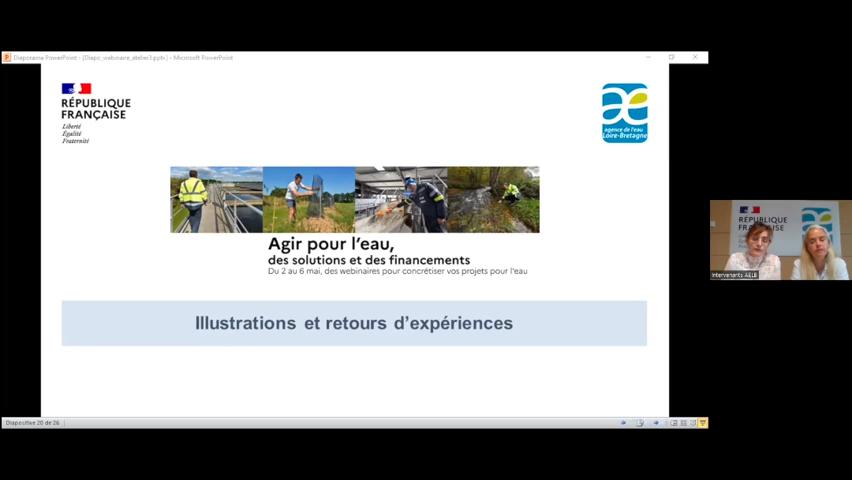 Diaporama PowerPoint - [Diapo_webinaire_atelier3.pptx] - Microsoft PowerPoint
RÉPUBLIQUE
FRANÇAISE
Liberté
Égalité
Fraternité
agence de l'eau
Loire-Bretagne
Agir pour l'eau,
des solutions et des financements
Du 2 au 6 mai, des webinaires pour concrétiser vos projets pour l'eau
Illustrations et retours d'expériences
Diapositive 20 de 26
RÉPUBLIQUE
FRANÇAISE
Intervenants AELB